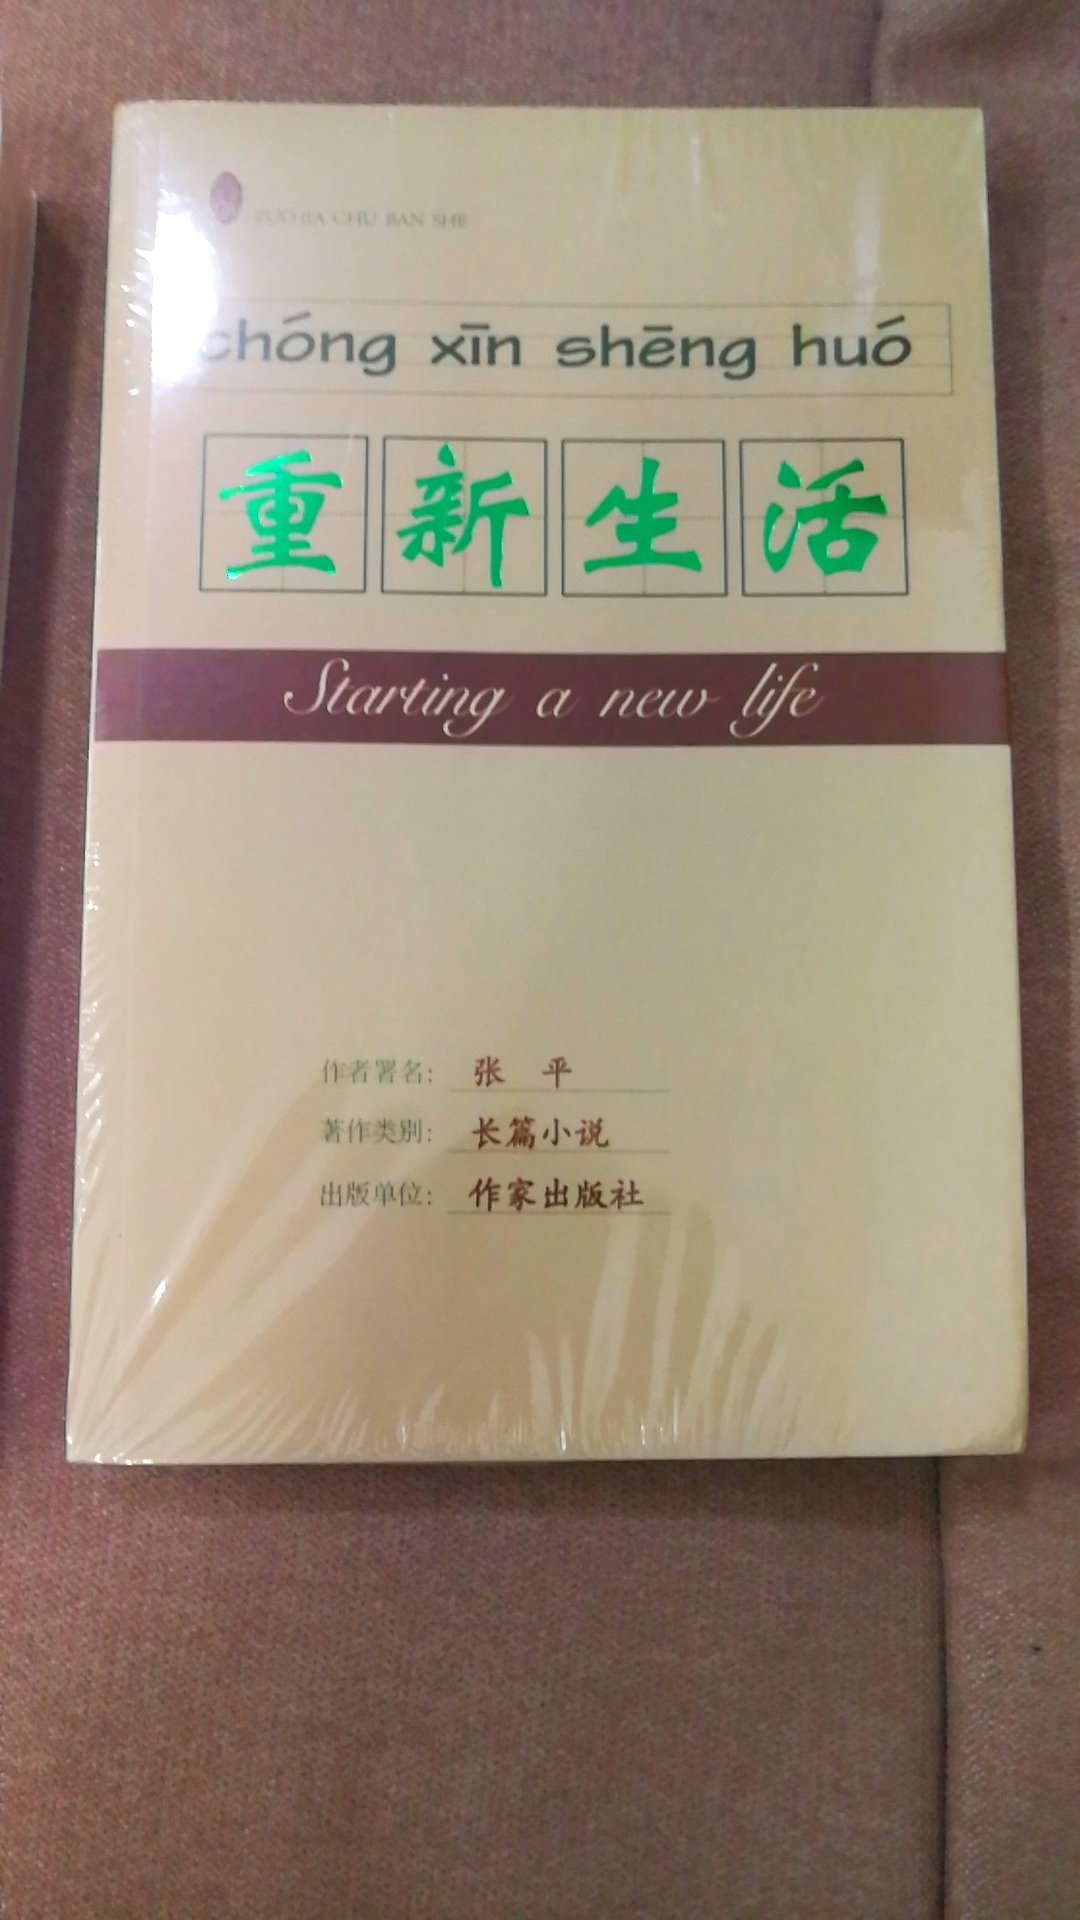 ZUO JIA CHU BAN SHE
chóng xīn shēng huó
重新生活
Starting a new life
作者署名： 张 平
著作类别： 长篇小说
出版单位： 作家出版社